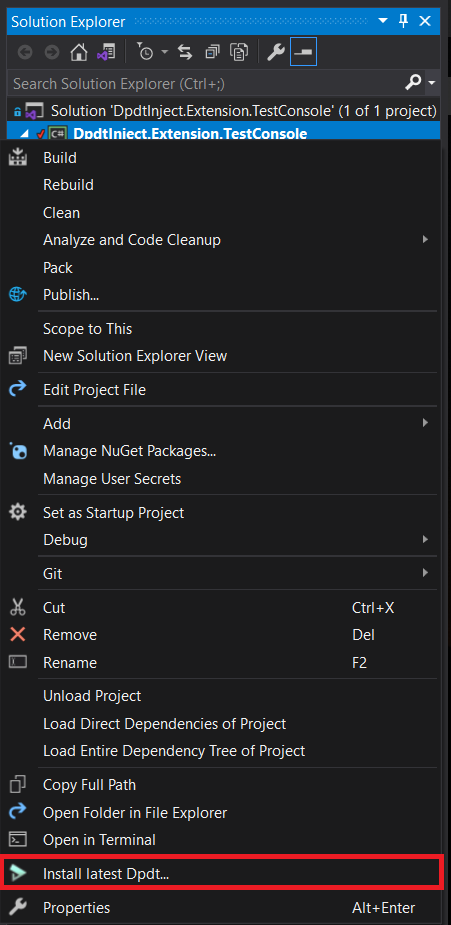 Solution Explorer
Search Solution Explorer (Ctrl+;)
Solution 'DpdtInject.Extension.TestConsole' (1 of 1 project)
C# DpdtInject.Extension.TestConsole
Build
Rebuild
Clean
Analyze and Code Cleanup
Pack
Publish...
Scope to This
New Solution Explorer View
Edit Project File
Add
Manage NuGet Packages...
Manage User Secrets
Set as Startup Project
Debug
Git
Cut Ctrl+X
Remove Del
Rename F2
Unload Project
Load Direct Dependencies of Project
Load Entire Dependency Tree of Project
Copy Full Path
Open Folder in File Explorer
Open in Terminal
Install latest Dpdt...
Properties Alt+Enter